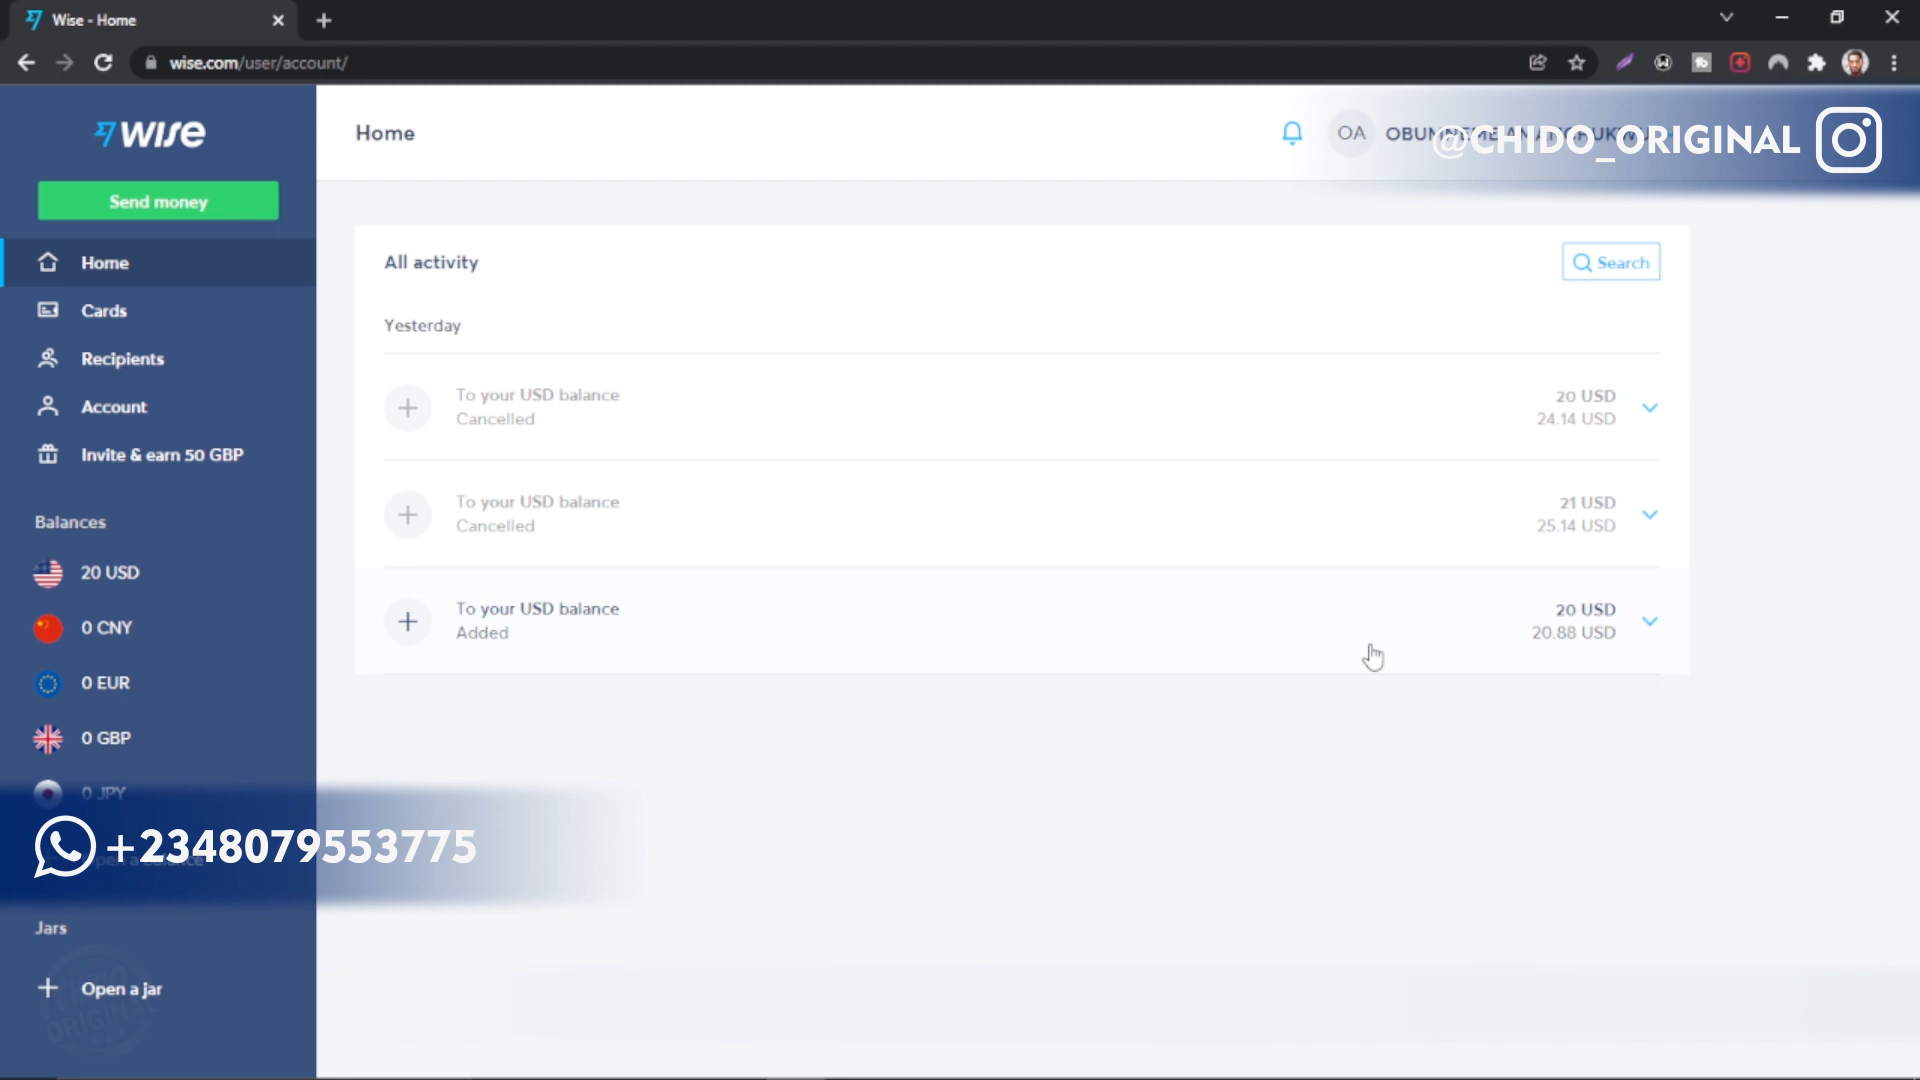 Wise - Home
wise.com/user/account/
wise
Send money
Home
Cards
Recipients
Account
Invite & earn 50 GBP
Balances
20 USD
0 CNY
0 EUR
0 GBP
0 JPY
+2348079553775
Jars
Open a jar
Home
OA
@CHIDO_ORIGINAL
All activity
Search
Yesterday
To your USD balance
Cancelled
20 USD
24.14 USD
To your USD balance
Cancelled
21 USD
25.14 USD
To your USD balance
Added
20 USD
20.88 USD